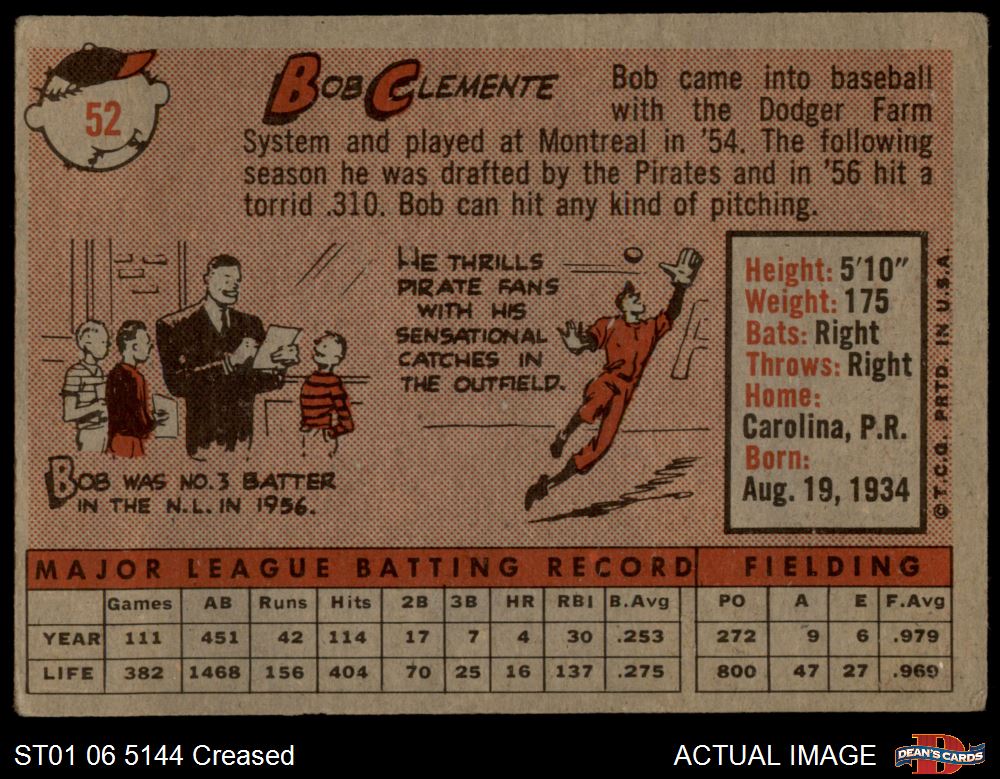 52
BOB CLEMENTE
Bob came into baseball
with the Dodger Farm
System and played at Montreal in '54. The following
season he was drafted by the Pirates and in '56 hit a
torrid .310. Bob can hit any kind of pitching.
HE THRILLS
PIRATE FANS
WITH HIS
SENSATIONAL
CATCHES IN
THE OUTFIELD.
BOB WAS NO. 3 BATTER
IN THE N.L. IN 1956.
Height: 5'10"
Weight: 175
Bats: Right
Throws: Right
Home:
Carolina, P.R.
Born:
Aug. 19, 1934
© T.C.G. PRTD. IN U.S.A.
MAJOR LEAGUE BATTING RECORD FIELDING
Games AB Runs Hits 2B 3B HR RBI B.Avg PO A E F.Avg
YEAR 111 451 42 114 17 7 4 30 .253 272 9 6 .979
LIFE 382 1468 156 404 70 25 16 137 .275 800 47 27 .969
ST01 06 5144 Creased
ACTUAL IMAGE
D
DEAN'S CARDS